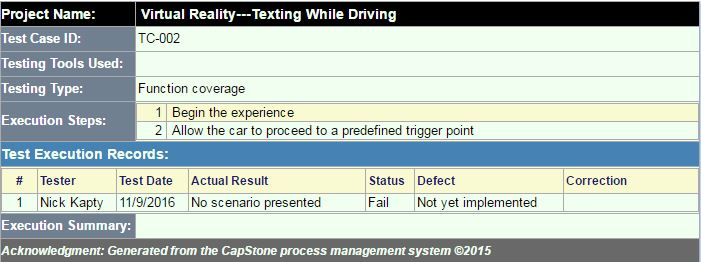 Project Name: Virtual Reality---Texting While Driving
Test Case ID: TC-002
Testing Tools Used:
Testing Type: Function coverage
Execution Steps:
1 Begin the experience
2 Allow the car to proceed to a predefined trigger point
Test Execution Records:
# Tester Test Date Actual Result Status Defect Correction
1 Nick Kapty 11/9/2016 No scenario presented Fail Not yet implemented
Execution Summary:
Acknowledgment: Generated from the CapStone process management system ©2015